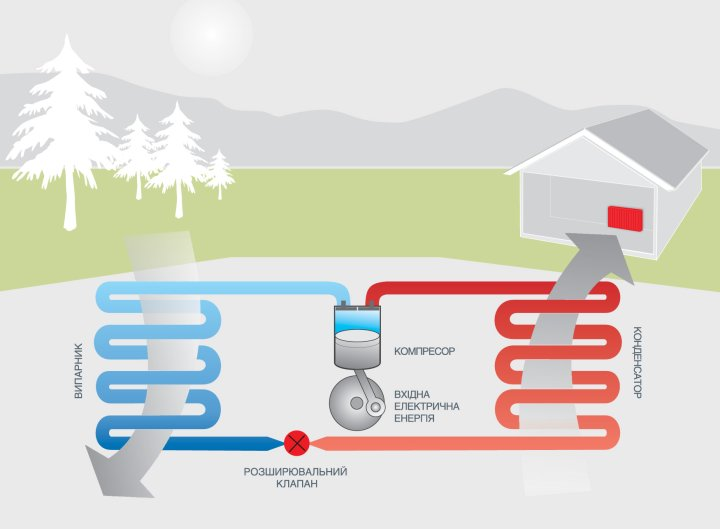 ВИПАРНИК
КОМПРЕСОР
ВХІДНА
ЕЛЕКТРИЧНА
ЕНЕРГІЯ
КОНДЕНСАТОР
РОЗШИРЮВАЛЬНИЙ
КЛАПАН